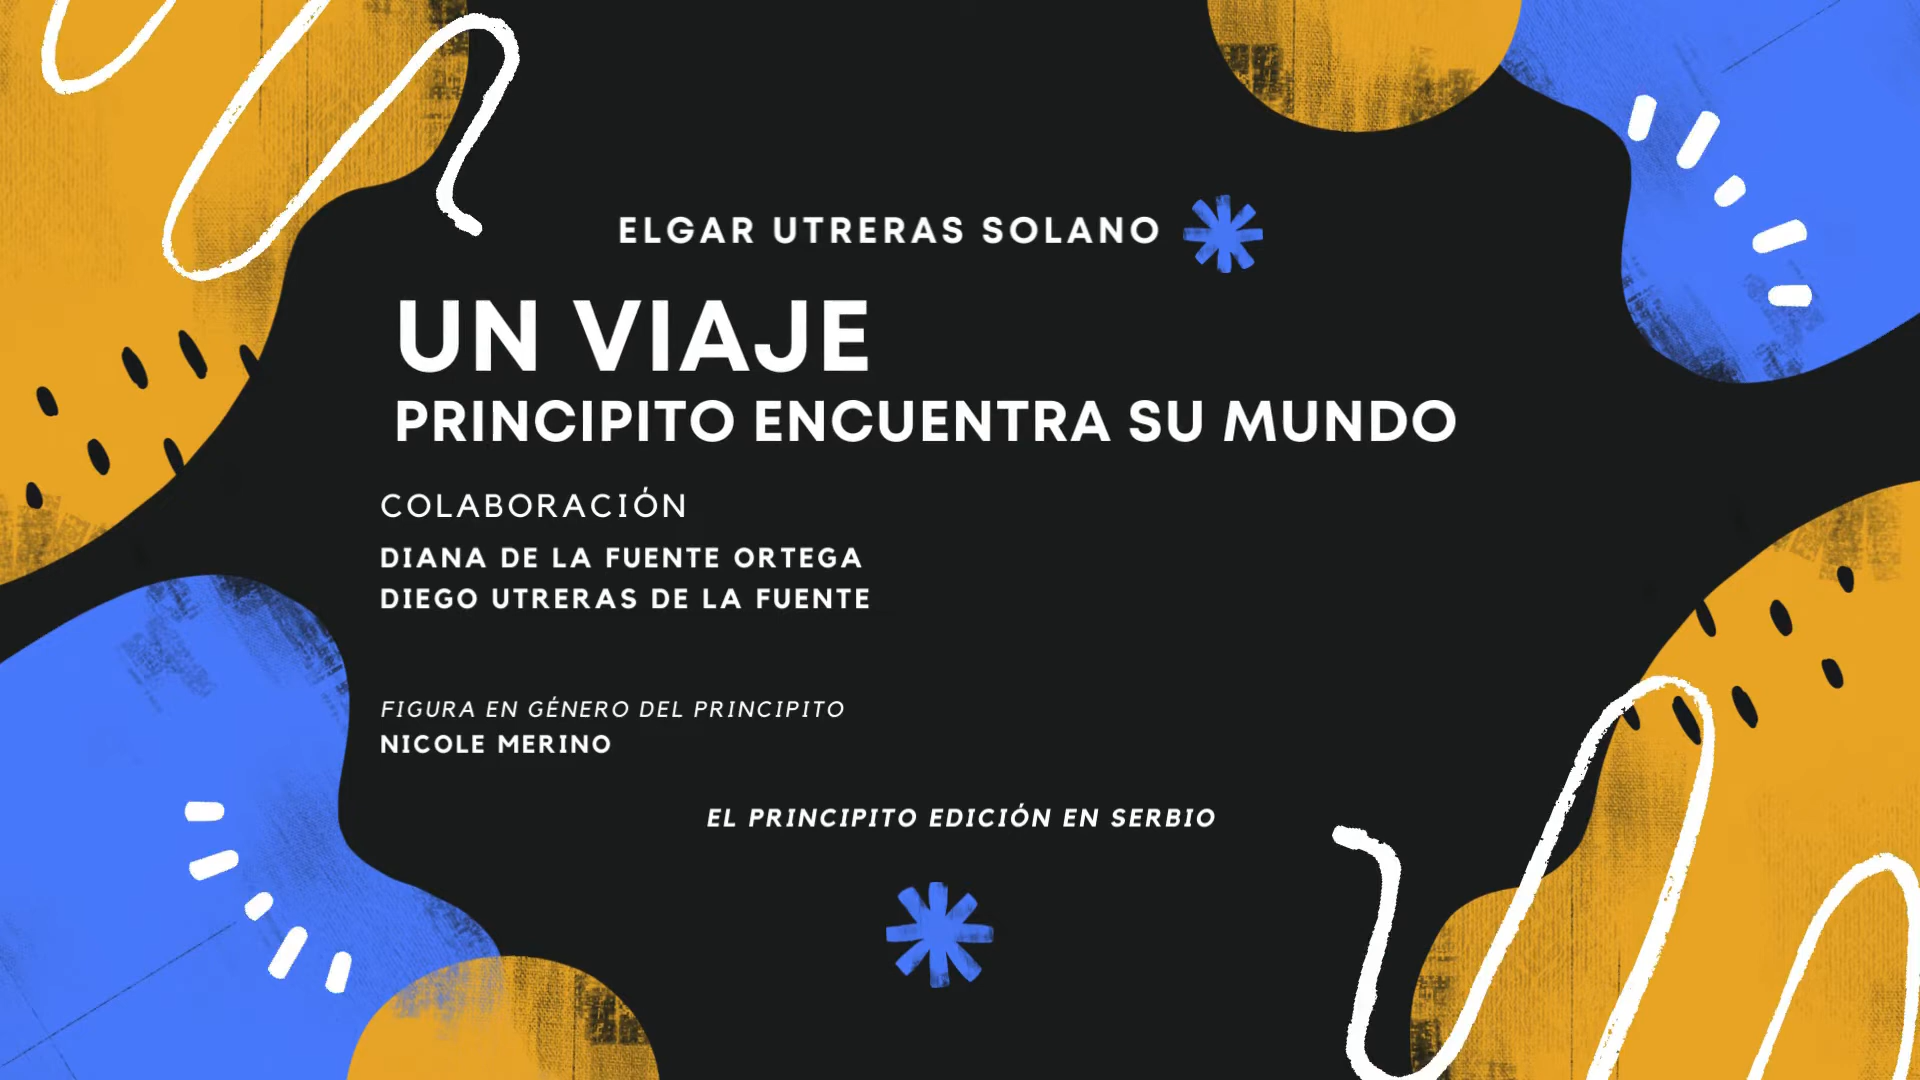 ELGAR UTRERAS SOLANO
UN VIAJE
PRINCIPITO ENCUENTRA SU MUNDO
COLABORACIÓN
DIANA DE LA FUENTE ORTEGA
DIEGO UTRERAS DE LA FUENTE
FIGURA EN GÉNERO DEL PRINCIPITO
NICOLE MERINO
EL PRINCIPITO EDICIÓN EN SERBIO